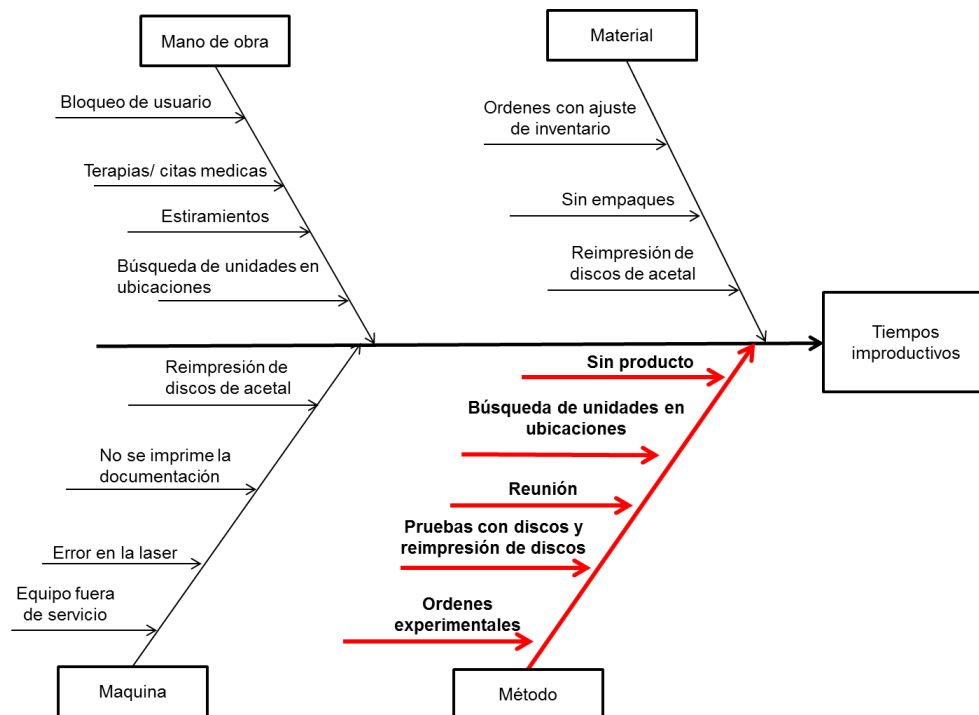 Mano de obra
Material
Bloqueo de usuario
Terapias/ citas medicas
Estiramientos
Búsqueda de unidades en
ubicaciones
Ordenes con ajuste
de inventario
Sin empaques
Reimpresión de
discos de acetal
Tiempos
improductivos
Reimpresión de
discos de acetal
No se imprime la
documentación
Error en la laser
Equipo fuera
de servicio
Sin producto
Búsqueda de unidades en
ubicaciones
Reunión
Pruebas con discos y
reimpresión de discos
Ordenes
experimentales
Maquina
Método